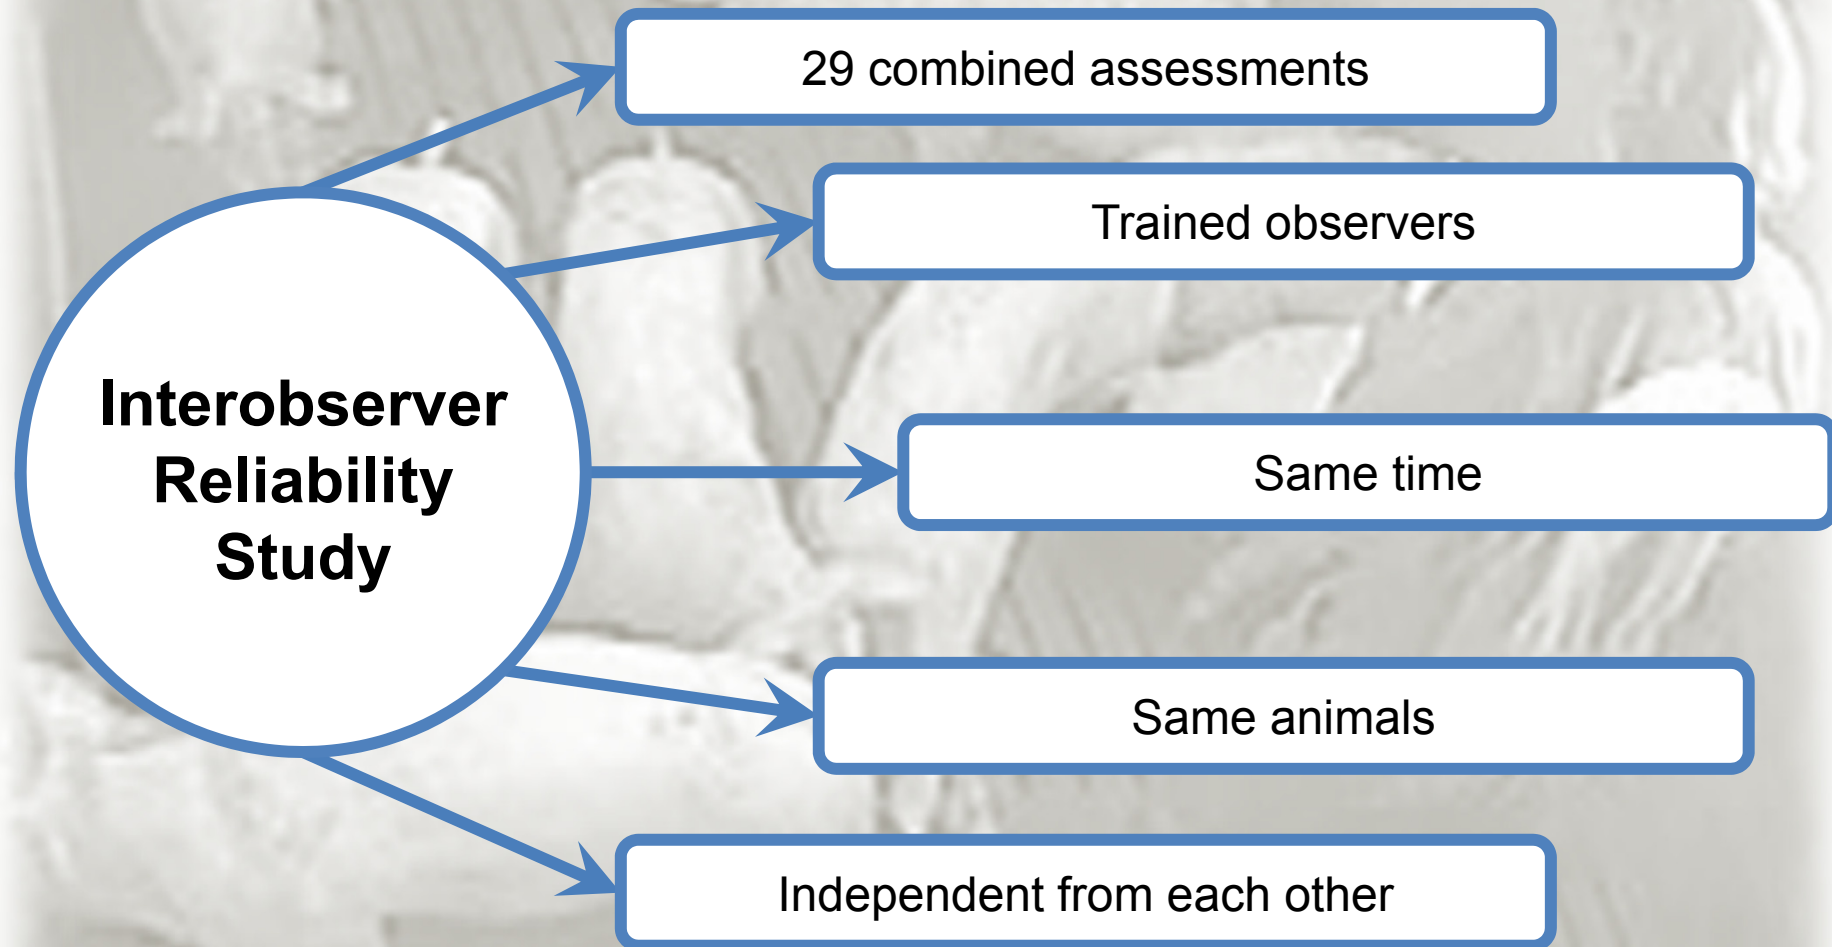 Interobserver
Reliability
Study
29 combined assessments
Trained observers
Same time
Same animals
Independent from each other